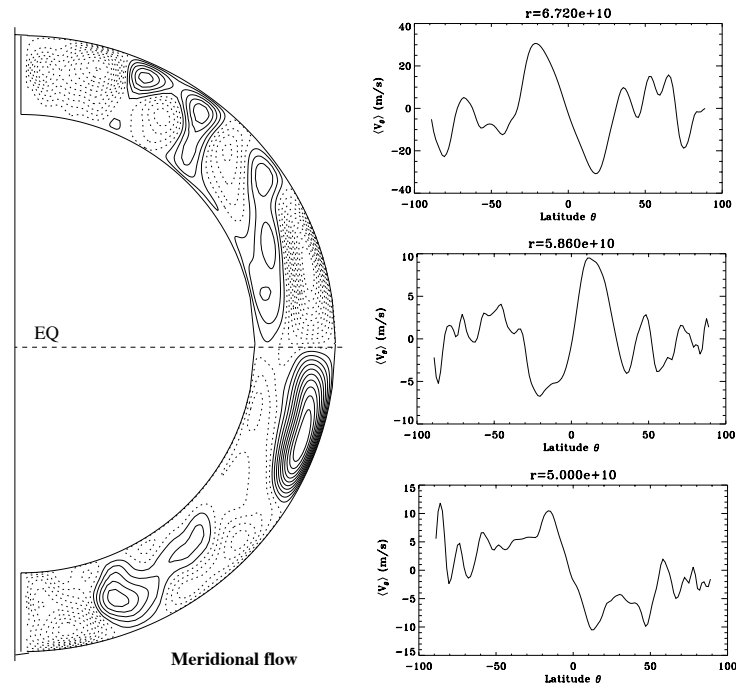 EQ
Meridional flow
r=6.720e+10
40
20
0
-20
-40
-100
-50
0
50
100
⟨V_θ⟩ (m/s)
Latitude θ
r=5.860e+10
10
5
0
-5
-10
-100
-50
0
50
100
⟨V_θ⟩ (m/s)
Latitude θ
r=5.000e+10
15
10
5
0
-5
-10
-15
-100
-50
0
50
100
⟨V_θ⟩ (m/s)
Latitude θ